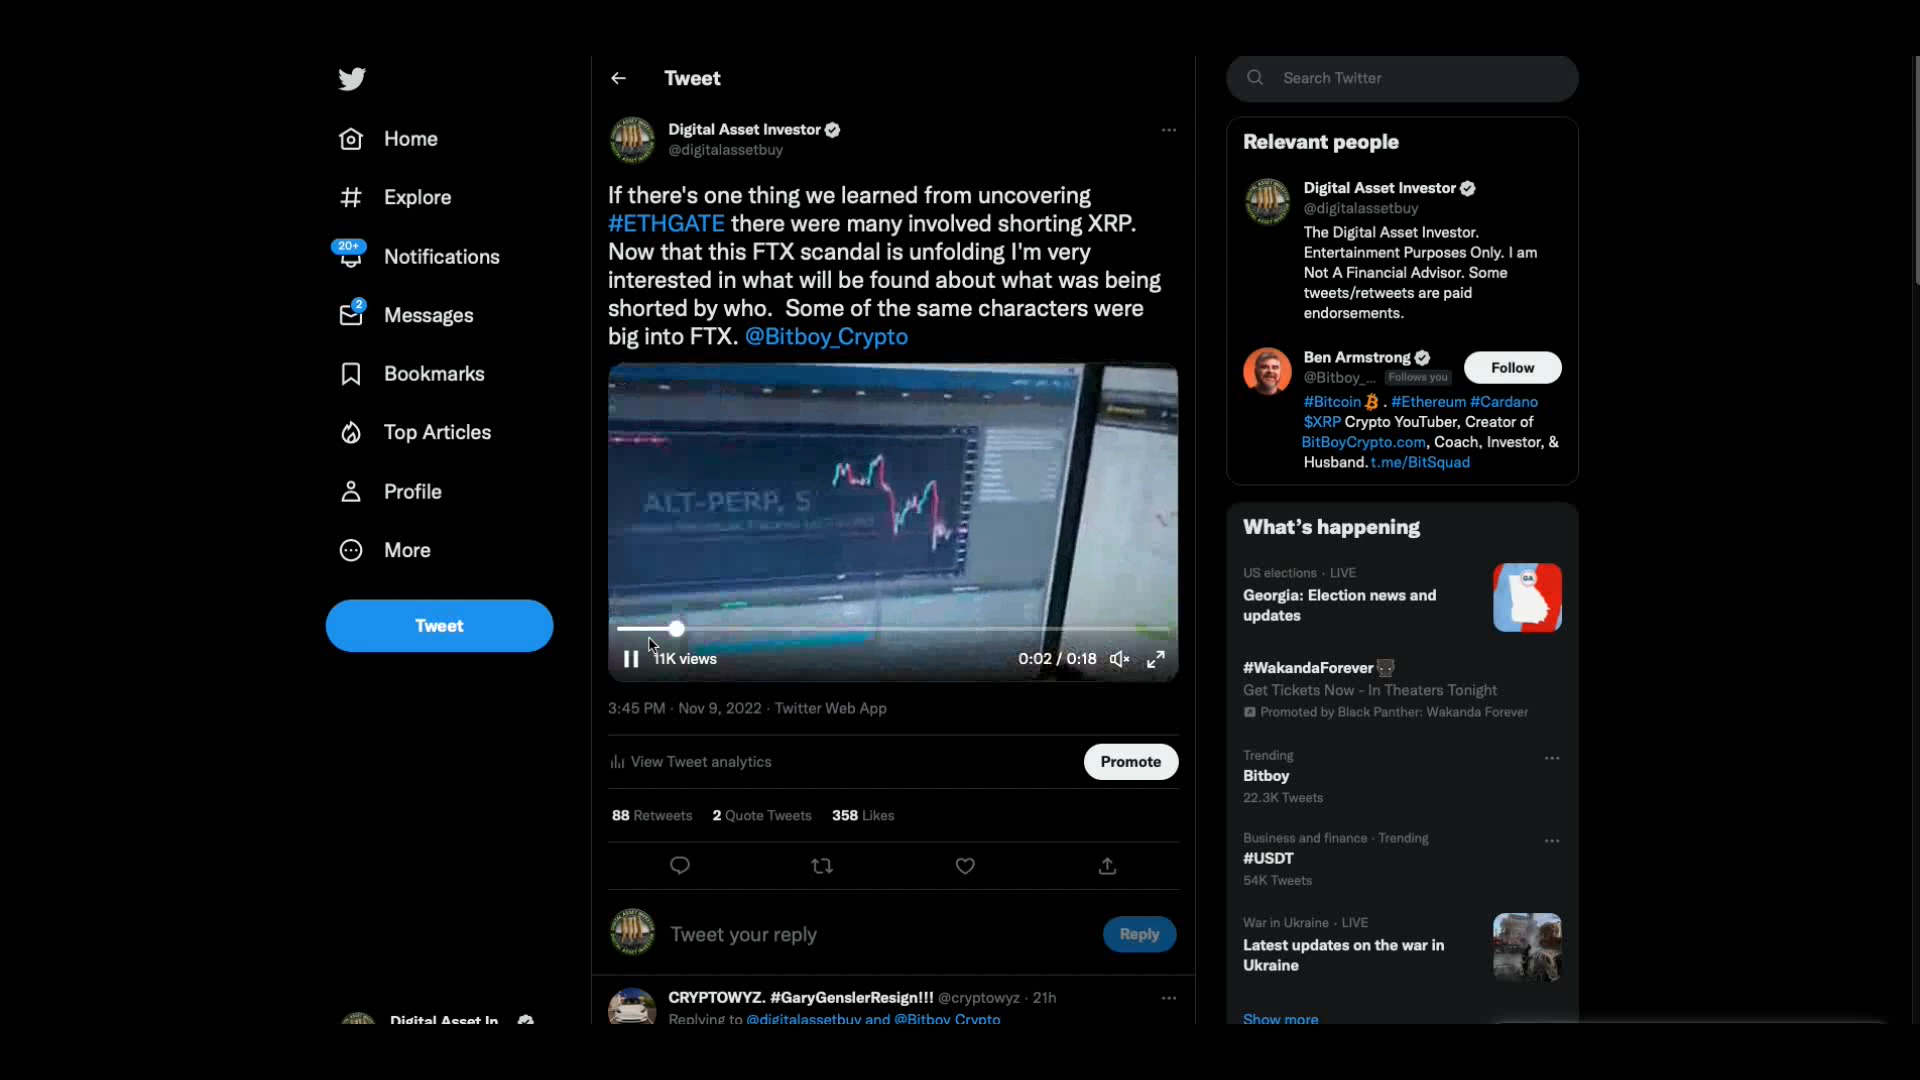 Tweet
Search Twitter
Home
Explore
20+
Notifications
2
Messages
Bookmarks
Top Articles
Profile
More
Tweet
Digital Asset In
Digital Asset Investor
@digitalassetbuy
If there's one thing we learned from uncovering
#ETHGATE there were many involved shorting XRP.
Now that this FTX scandal is unfolding I'm very
interested in what will be found about what was being
shorted by who. Some of the same characters were
big into FTX. @Bitboy_Crypto
ALT-PERP, 5
11K views
0:02 / 0:18
3:45 PM · Nov 9, 2022 · Twitter Web App
View Tweet analytics
Promote
88 Retweets 2 Quote Tweets 358 Likes
Tweet your reply
Reply
CRYPTOWYZ. #GaryGenslerResign!!! @cryptowyz · 21h
Replying to @digitalassetbuy and @Bitboy_Crypto
Relevant people
Digital Asset Investor
@digitalassetbuy
The Digital Asset Investor.
Entertainment Purposes Only. I am
Not A Financial Advisor. Some
tweets/retweets are paid
endorsements.
Ben Armstrong
@Bitboy_... Follows you
Follow
#Bitcoin . #Ethereum #Cardano
$XRP Crypto YouTuber, Creator of
BitBoyCrypto.com, Coach, Investor, &
Husband. t.me/BitSquad
What's happening
US elections · LIVE
Georgia: Election news and
updates
GA
#WakandaForever
Get Tickets Now - In Theaters Tonight
Promoted by Black Panther: Wakanda Forever
Trending
Bitboy
22.3K Tweets
Business and finance · Trending
#USDT
54K Tweets
War in Ukraine · LIVE
Latest updates on the war in
Ukraine
Show more